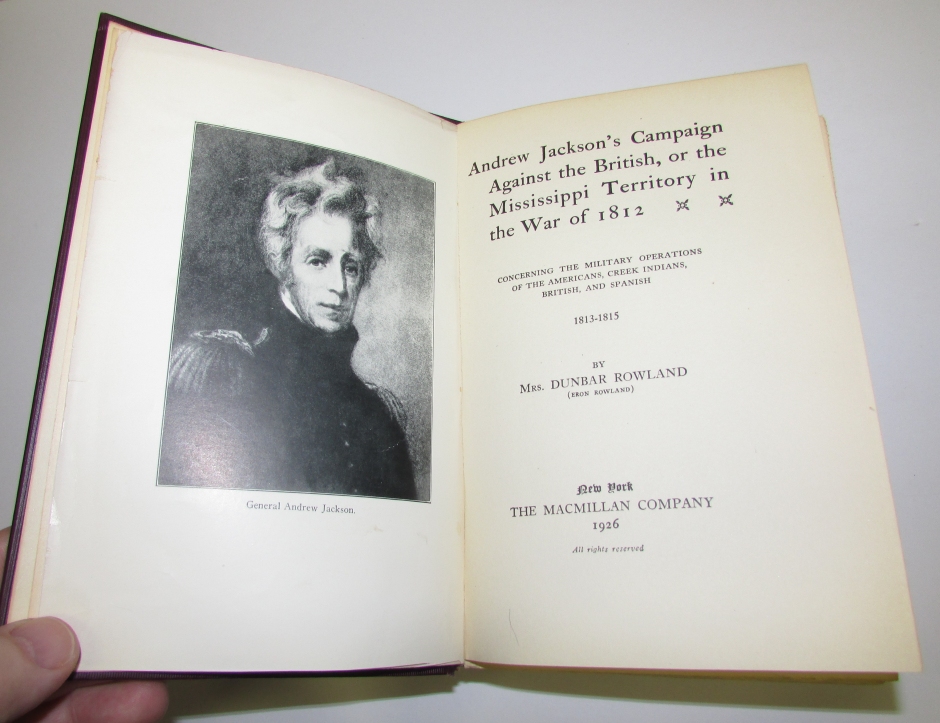 General Andrew Jackson.
Andrew Jackson's Campaign
Against the British, or the
Mississippi Territory in
the War of 1812
CONCERNING THE MILITARY OPERATIONS
OF THE AMERICANS, CREEK INDIANS,
BRITISH, AND SPANISH
1813-1815
BY
MRS. DUNBAR ROWLAND
(ERON ROWLAND)
New York
THE MACMILLAN COMPANY
1926
All rights reserved